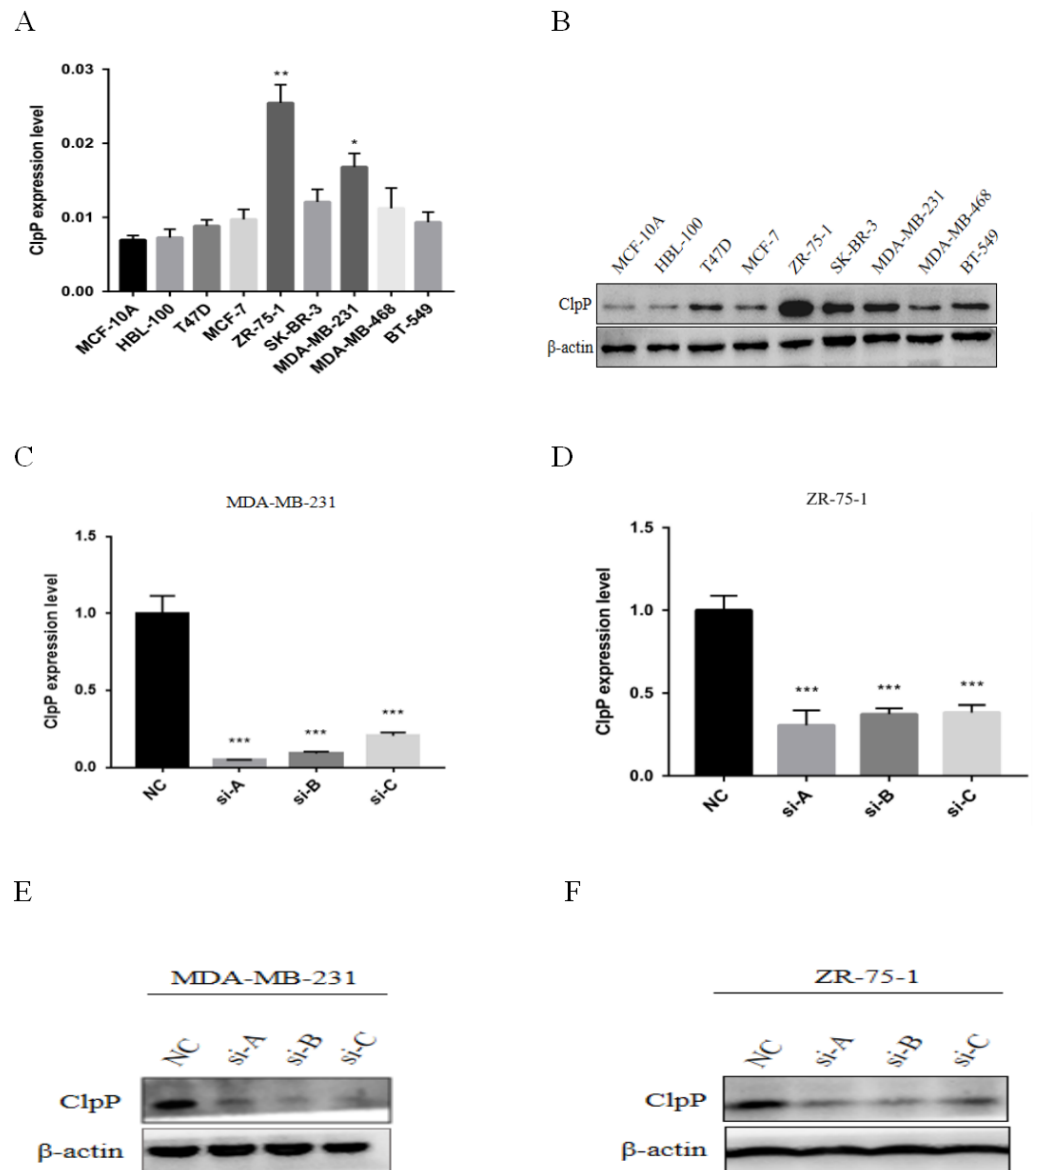 A
ClpP expression level
0.03
0.02
0.01
0.00
**
*
MCF-10A
HBL-100
T47D
MCF-7
ZR-75-1
SK-BR-3
MDA-MB-231
MDA-MB-468
BT-549
B
MCF-10A
HBL-100
T47D
MCF-7
ZR-75-1
SK-BR-3
MDA-MB-231
MDA-MB-468
BT-549
ClpP
β-actin
C
MDA-MB-231
ClpP expression level
1.5
1.0
0.5
0.0
***
***
***
NC
si-A
si-B
si-C
D
ZR-75-1
ClpP expression level
1.5
1.0
0.5
0.0
***
***
***
NC
si-A
si-B
si-C
E
MDA-MB-231
NC
si-A
si-B
si-C
ClpP
β-actin
F
ZR-75-1
NC
si-A
si-B
si-C
ClpP
β-actin